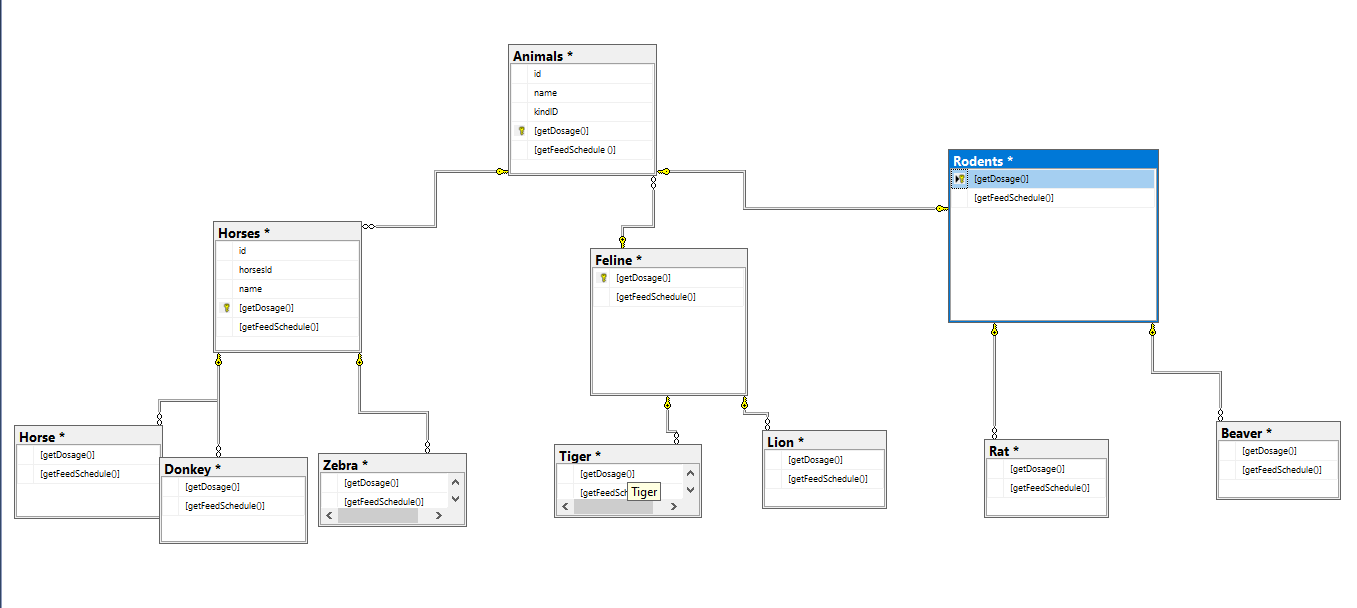 Animals *
id
name
kindID
[getDosage()]
[getFeedSchedule ()]
Rodents *
[getDosage()]
[getFeedSchedule()]
Horses *
id
horsesId
name
[getDosage()]
[getFeedSchedule()]
Feline *
[getDosage()]
[getFeedSchedule()]
Horse *
[getDosage()]
[getFeedSchedule()]
Donkey *
[getDosage()]
[getFeedSchedule()]
Zebra *
[getDosage()]
[getFeedSchedule()]
Tiger *
[getDosage()]
[getFeedSch
Tiger
Lion *
[getDosage()]
[getFeedSchedule()]
Rat *
[getDosage()]
[getFeedSchedule()]
Beaver *
[getDosage()]
[getFeedSchedule()]